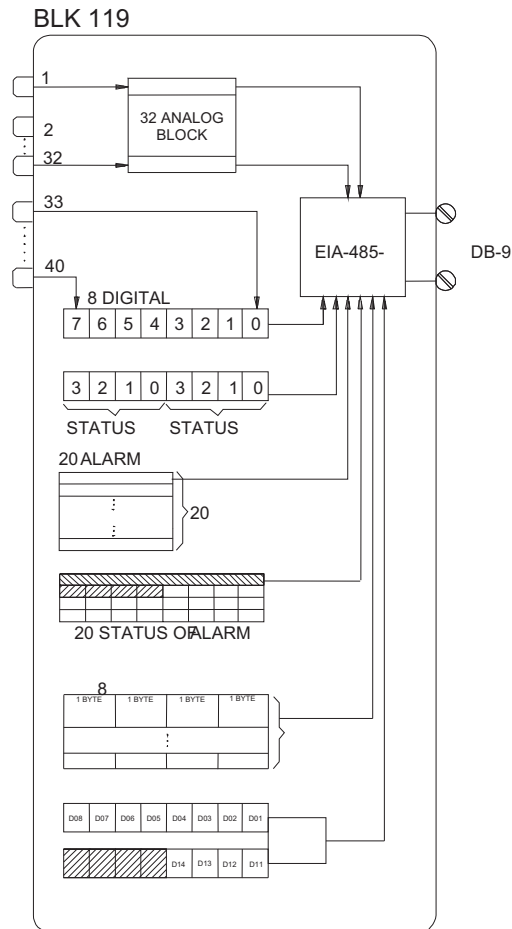 BLK 119
1
32 ANALOG
BLOCK
2
32
33
EIA-485-
DB-9
40
8 DIGITAL
7 6 5 4 3 2 1 0
3 2 1 0 3 2 1 0
STATUS STATUS
20 ALARM
20
20 STATUS OF ALARM
8
1 BYTE 1 BYTE 1 BYTE 1 BYTE
D08 D07 D06 D05 D04 D03 D02 D01
D14 D13 D12 D11